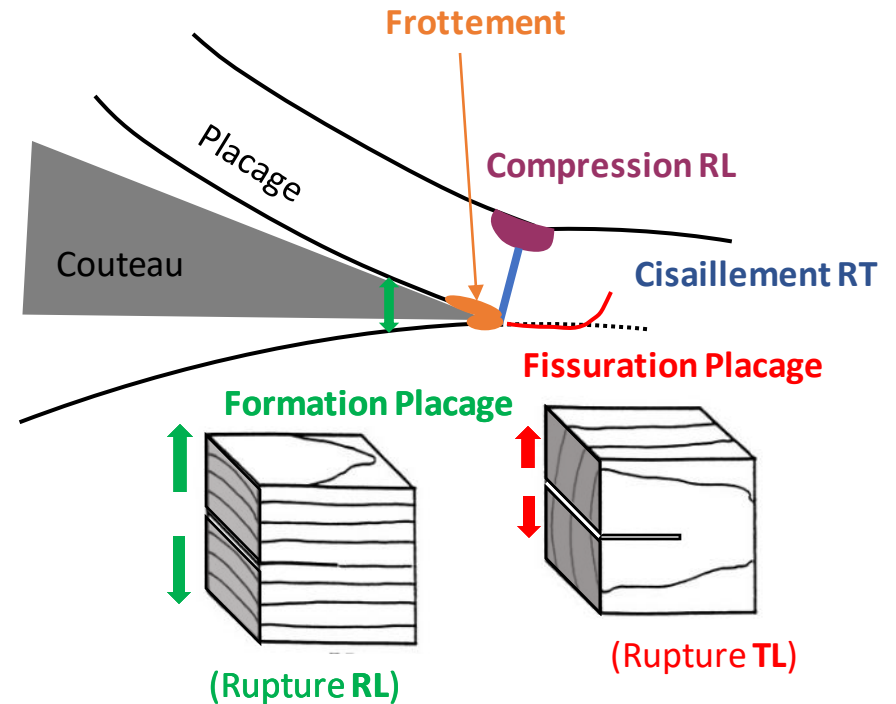 Frottement
Placage
Compression RL
Couteau
Cisaillement RT
Fissuration Placage
Formation Placage
(Rupture TL)
(Rupture RL)